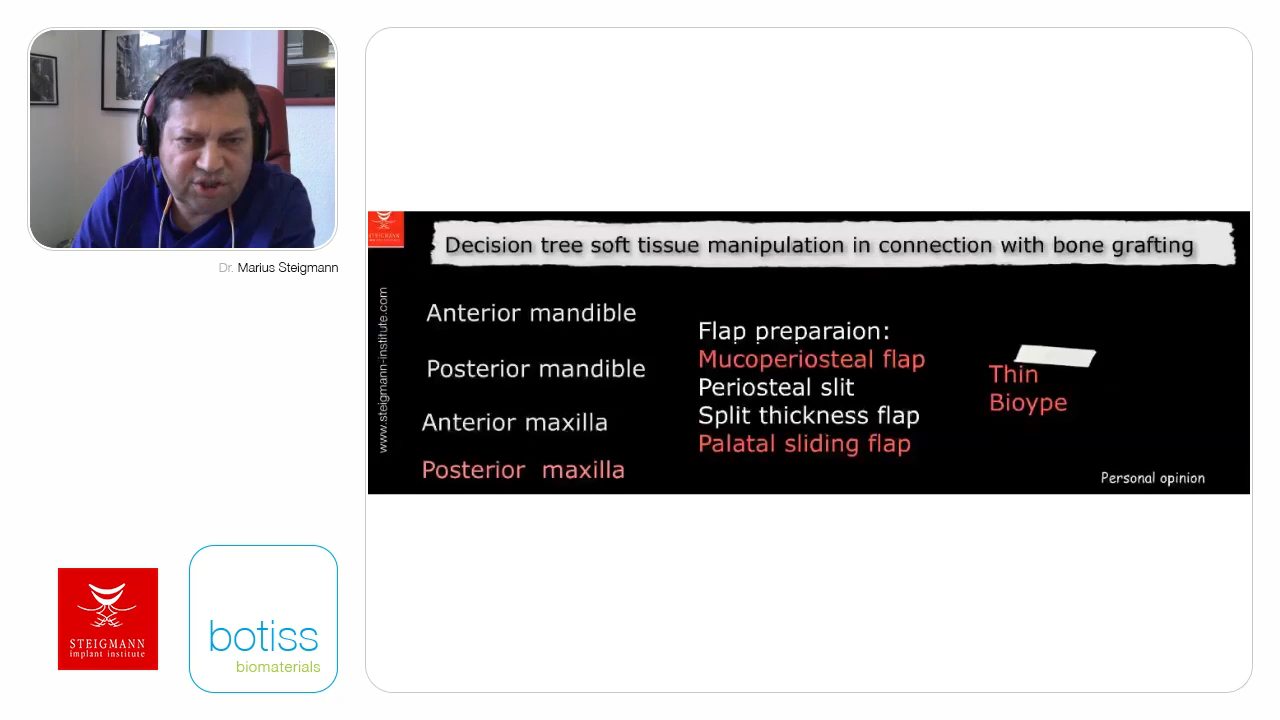 Dr. Marius Steigmann
STEIGMANN
implant institute
botiss
biomaterials
www.steigmann-institute.com
Decision tree soft tissue manipulation in connection with bone grafting
Anterior mandible
Posterior mandible
Anterior maxilla
Posterior maxilla
Flap preparaion:
Mucoperiosteal flap
Periosteal slit
Split thickness flap
Palatal sliding flap
Thin
Bioype
Personal opinion